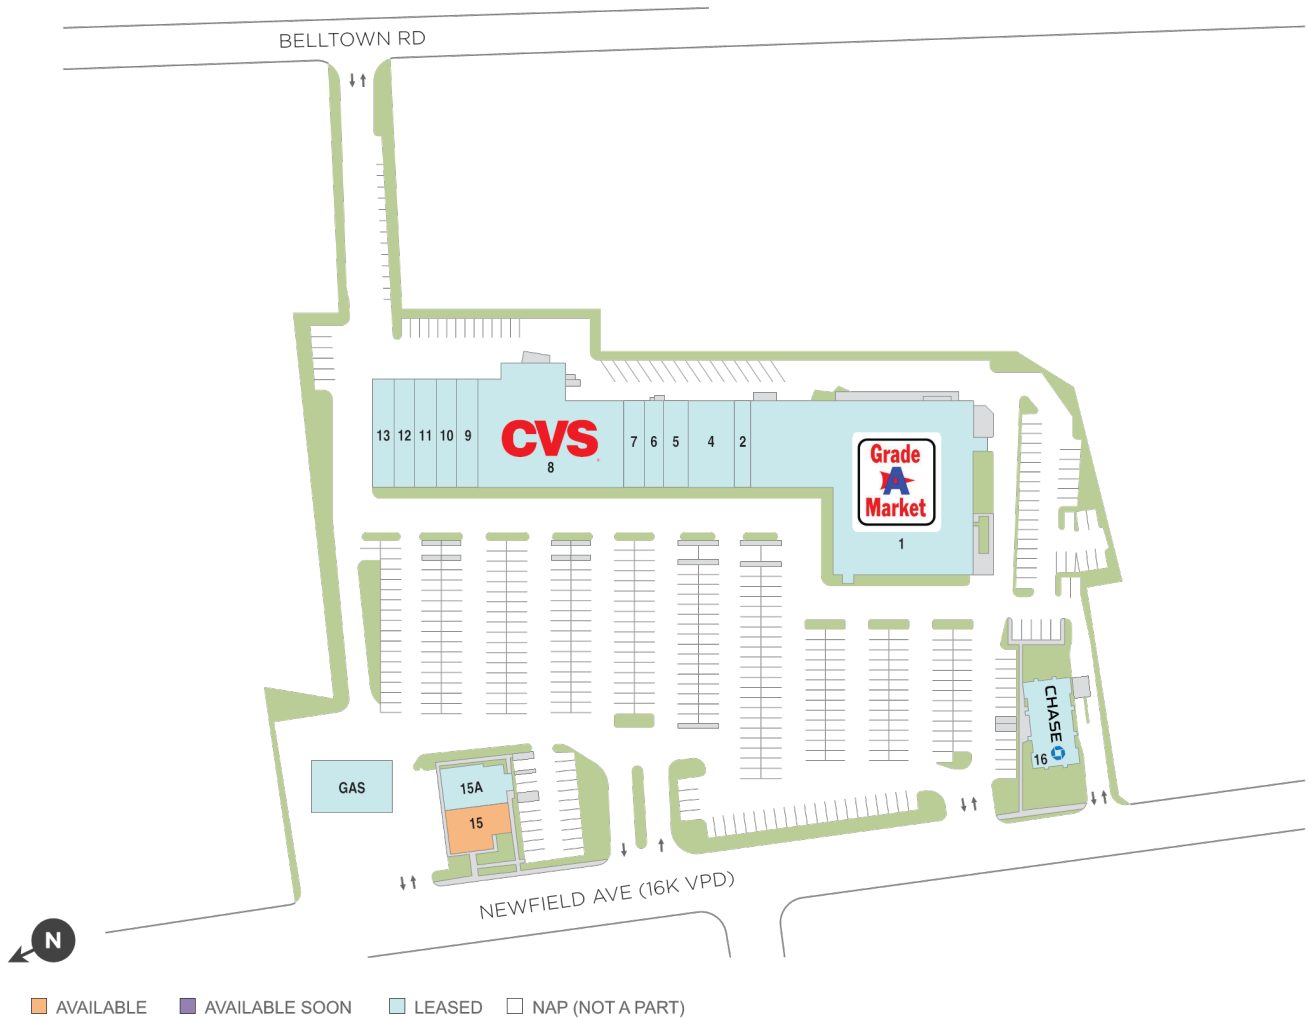 BELLTOWN RD
13 12 11 10 9
CVS
8
7 6 5 4 2
Grade
A
Market
1
CHASE
16
GAS
15A
15
NEWFIELD AVE (16K VPD)
N
AVAILABLE AVAILABLE SOON LEASED NAP (NOT A PART)